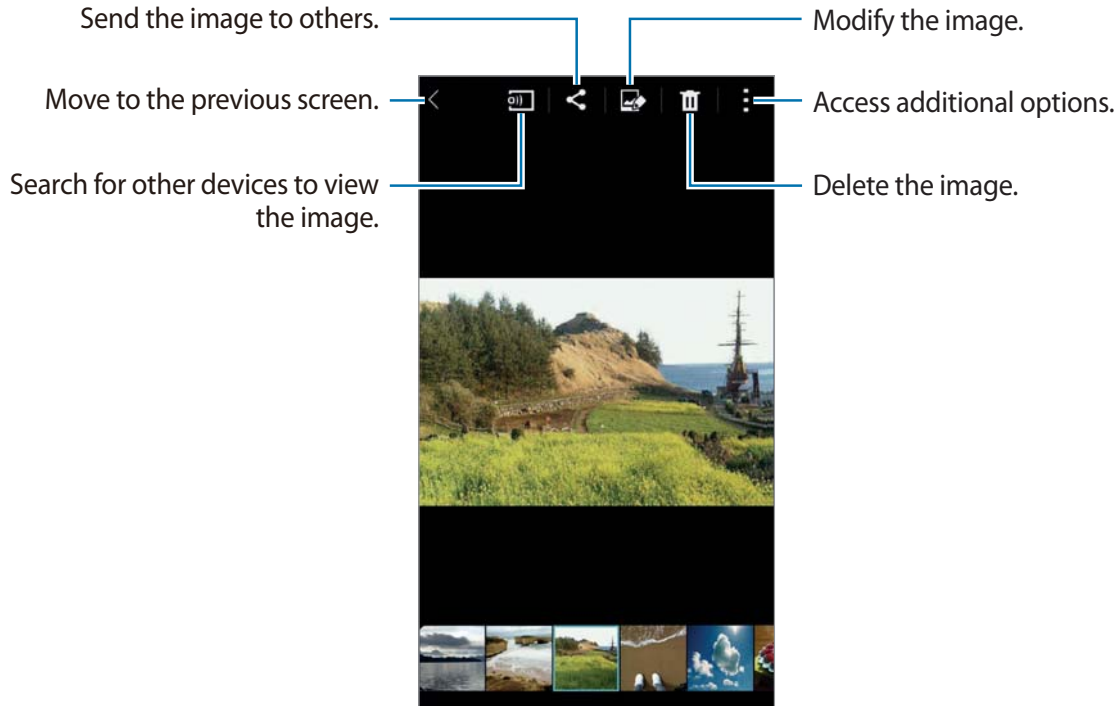 Send the image to others.
Modify the image.
Move to the previous screen.
Access additional options.
Search for other devices to view
the image.
Delete the image.